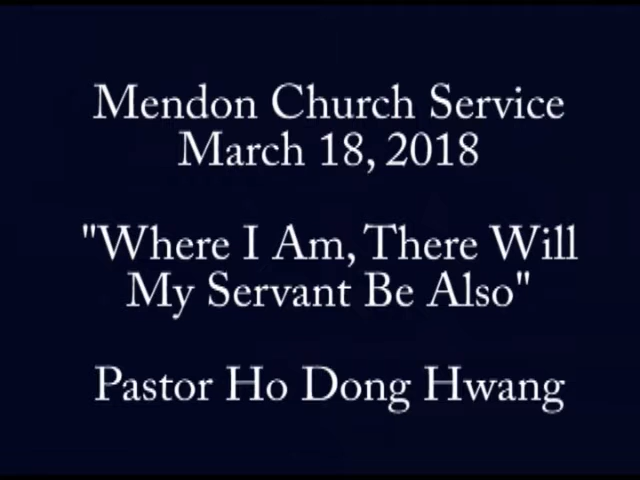 Mendon Church Service
March 18, 2018
"Where I Am, There Will
My Servant Be Also"
Pastor Ho Dong Hwang